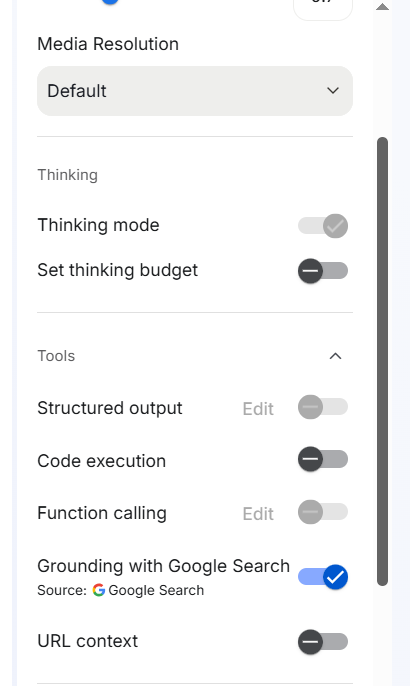 Media Resolution
Default
Thinking
Thinking mode
Set thinking budget
Tools
Structured output Edit
Code execution
Function calling Edit
Grounding with Google Search
Source: Google Search
URL context